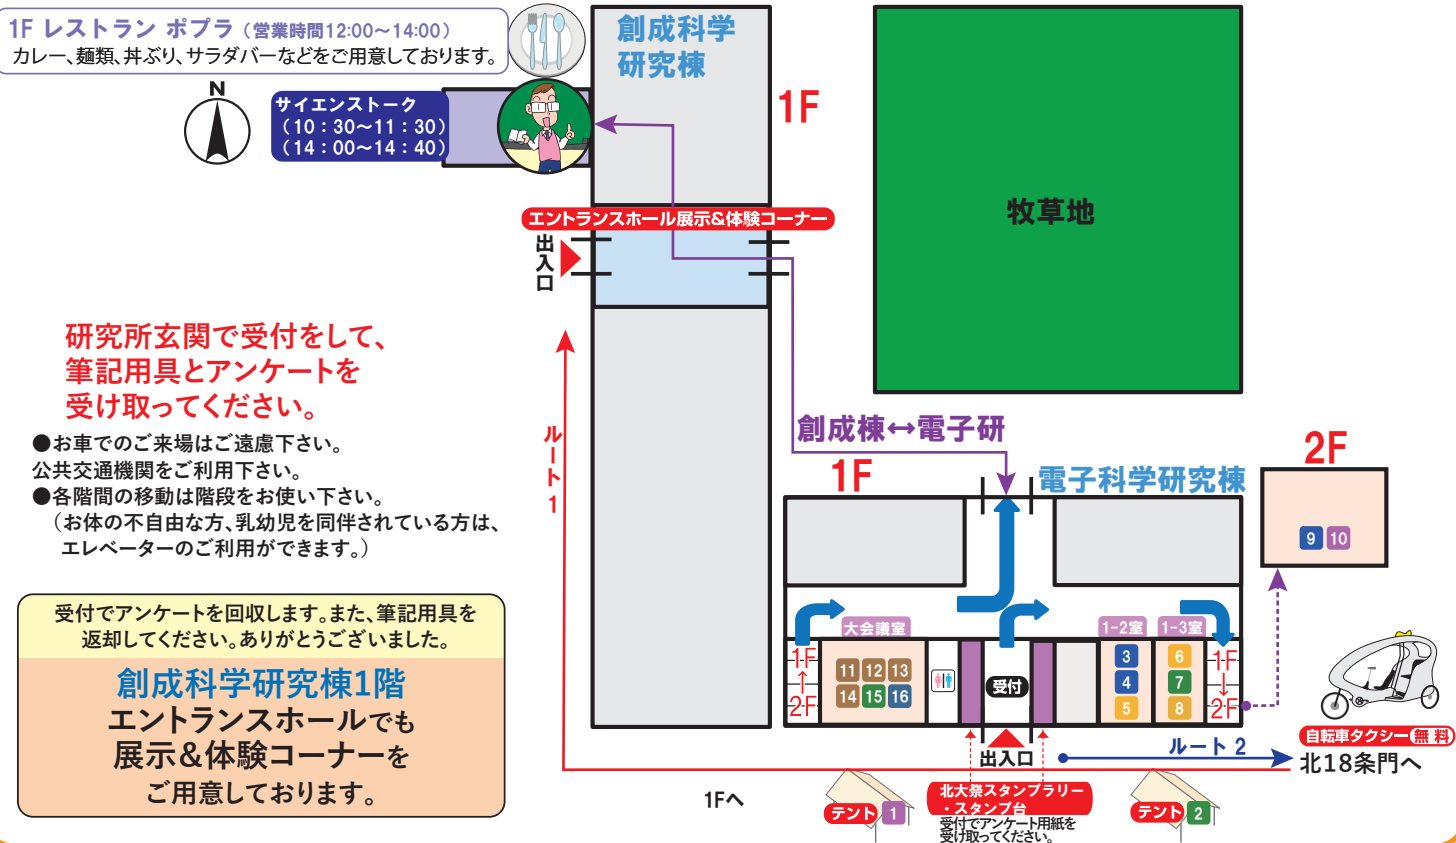 1F レストラン ポプラ（営業時間12:00〜14:00）
カレー、麺類、丼ぶり、サラダバーなどをご用意しております。
N
サイエンストーク
（10：30〜11：30）
（14：00〜14：40）
創成科学
研究棟
1F
エントランスホール展示&体験コーナー
出入口
牧草地
研究所玄関で受付をして、
筆記用具とアンケートを
受け取ってください。
●お車でのご来場はご遠慮下さい。
公共交通機関をご利用下さい。
●各階間の移動は階段をお使い下さい。
（お体の不自由な方、乳幼児を同伴されている方は、
エレベーターのご利用ができます。）
受付でアンケートを回収します。また、筆記用具を
返却してください。ありがとうございました。
創成科学研究棟1階
エントランスホールでも
展示&体験コーナーを
ご用意しております。
ルート1
創成棟↔電子研
1F
電子科学研究棟
2F
9 10
大会議室
1-2室
1-3室
1F
↑
2F
11 12 13
14 15 16
受付
3
4
5
6
7
8
1F
↓
2F
出入口
ルート 2
自転車タクシー 無料
北18条門へ
1Fへ
テント 1
北大祭スタンプラリー
・スタンプ台
受付でアンケート用紙を
受け取ってください。
テント 2